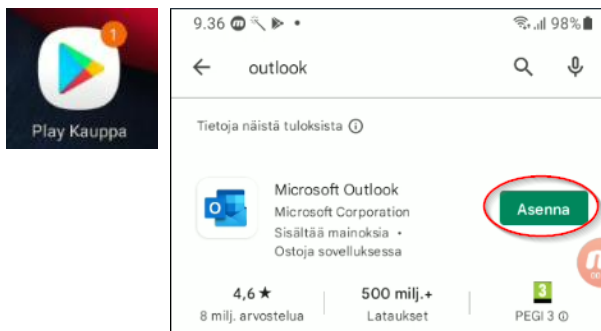 1
Play Kauppa
9.36 98%
outlook
Tietoja näistä tuloksista
Microsoft Outlook
Microsoft Corporation
Sisältää mainoksia •
Ostoja sovelluksessa
Asenna
4,6 ★
8 milj. arvostelua
500 milj.+
Lataukset
3
PEGI 3